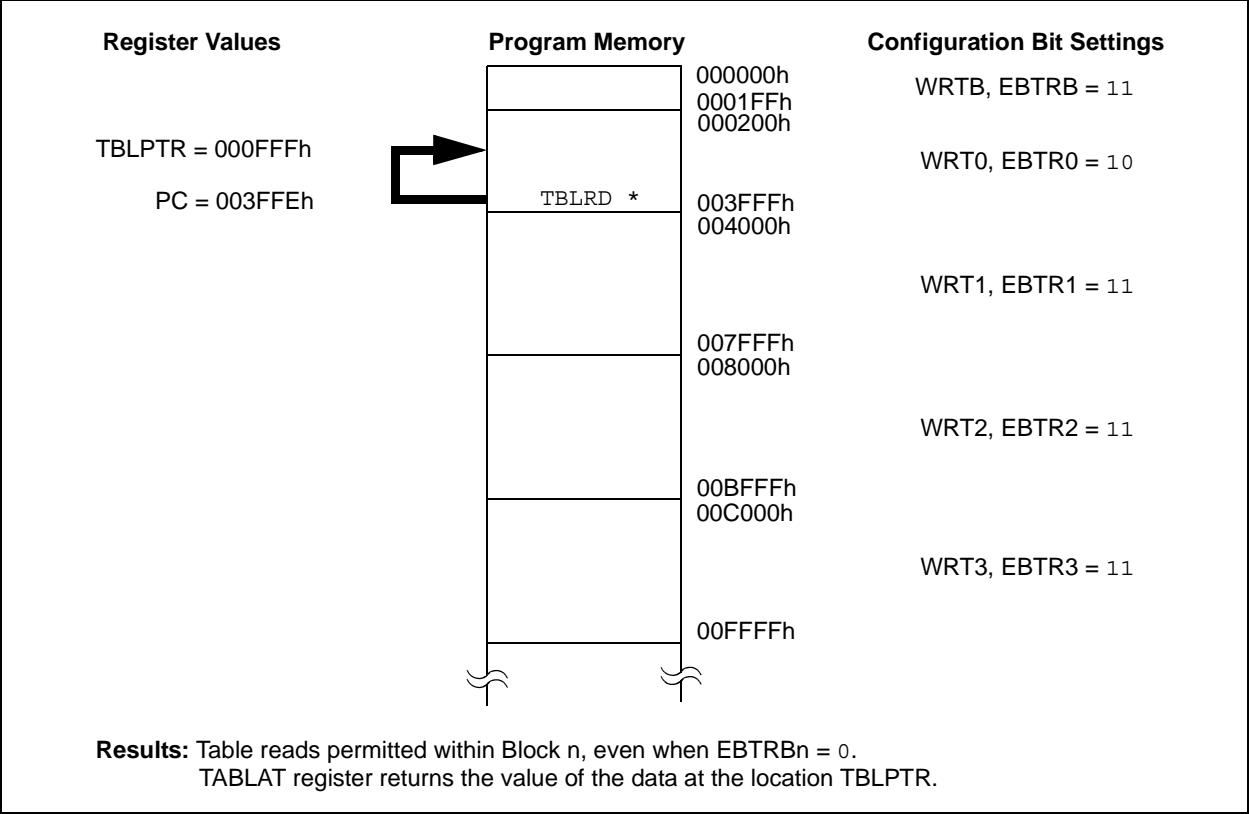 Register Values Program Memory Configuration Bit Settings
000000h
WRTB, EBTRB = 11
0001FFh
000200h
TBLPTR = 000FFFh
WRT0, EBTR0 = 10
PC = 003FFEh TBLRD * 003FFFh
004000h
WRT1, EBTR1 = 11
007FFFh
008000h
WRT2, EBTR2 = 11
00BFFFh
00C000h
WRT3, EBTR3 = 11
00FFFFh
Results: Table reads permitted within Block n, even when EBTRBn = 0.
TABLAT register returns the value of the data at the location TBLPTR.